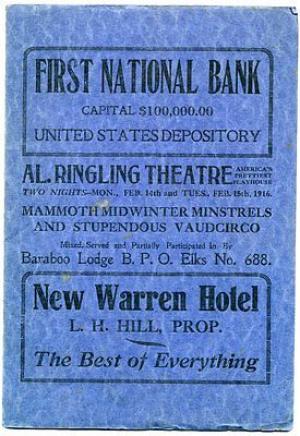 FIRST NATIONAL BANK
CAPITAL $100,000.00
UNITED STATES DEPOSITORY
AL. RINGLING THEATRE AMERICA'S PRETTIEST PLAYHOUSE
TWO NIGHTS—MON., FEB. 14th and TUES., FEB. 15th, 1916.
MAMMOTH MIDWINTER MINSTRELS
AND STUPENDOUS VAUDCIRCO
Mixed, Served and Partially Participated in By
Baraboo Lodge B. P. O. Elks No. 688.
New Warren Hotel
L. H. HILL, PROP.
The Best of Everything